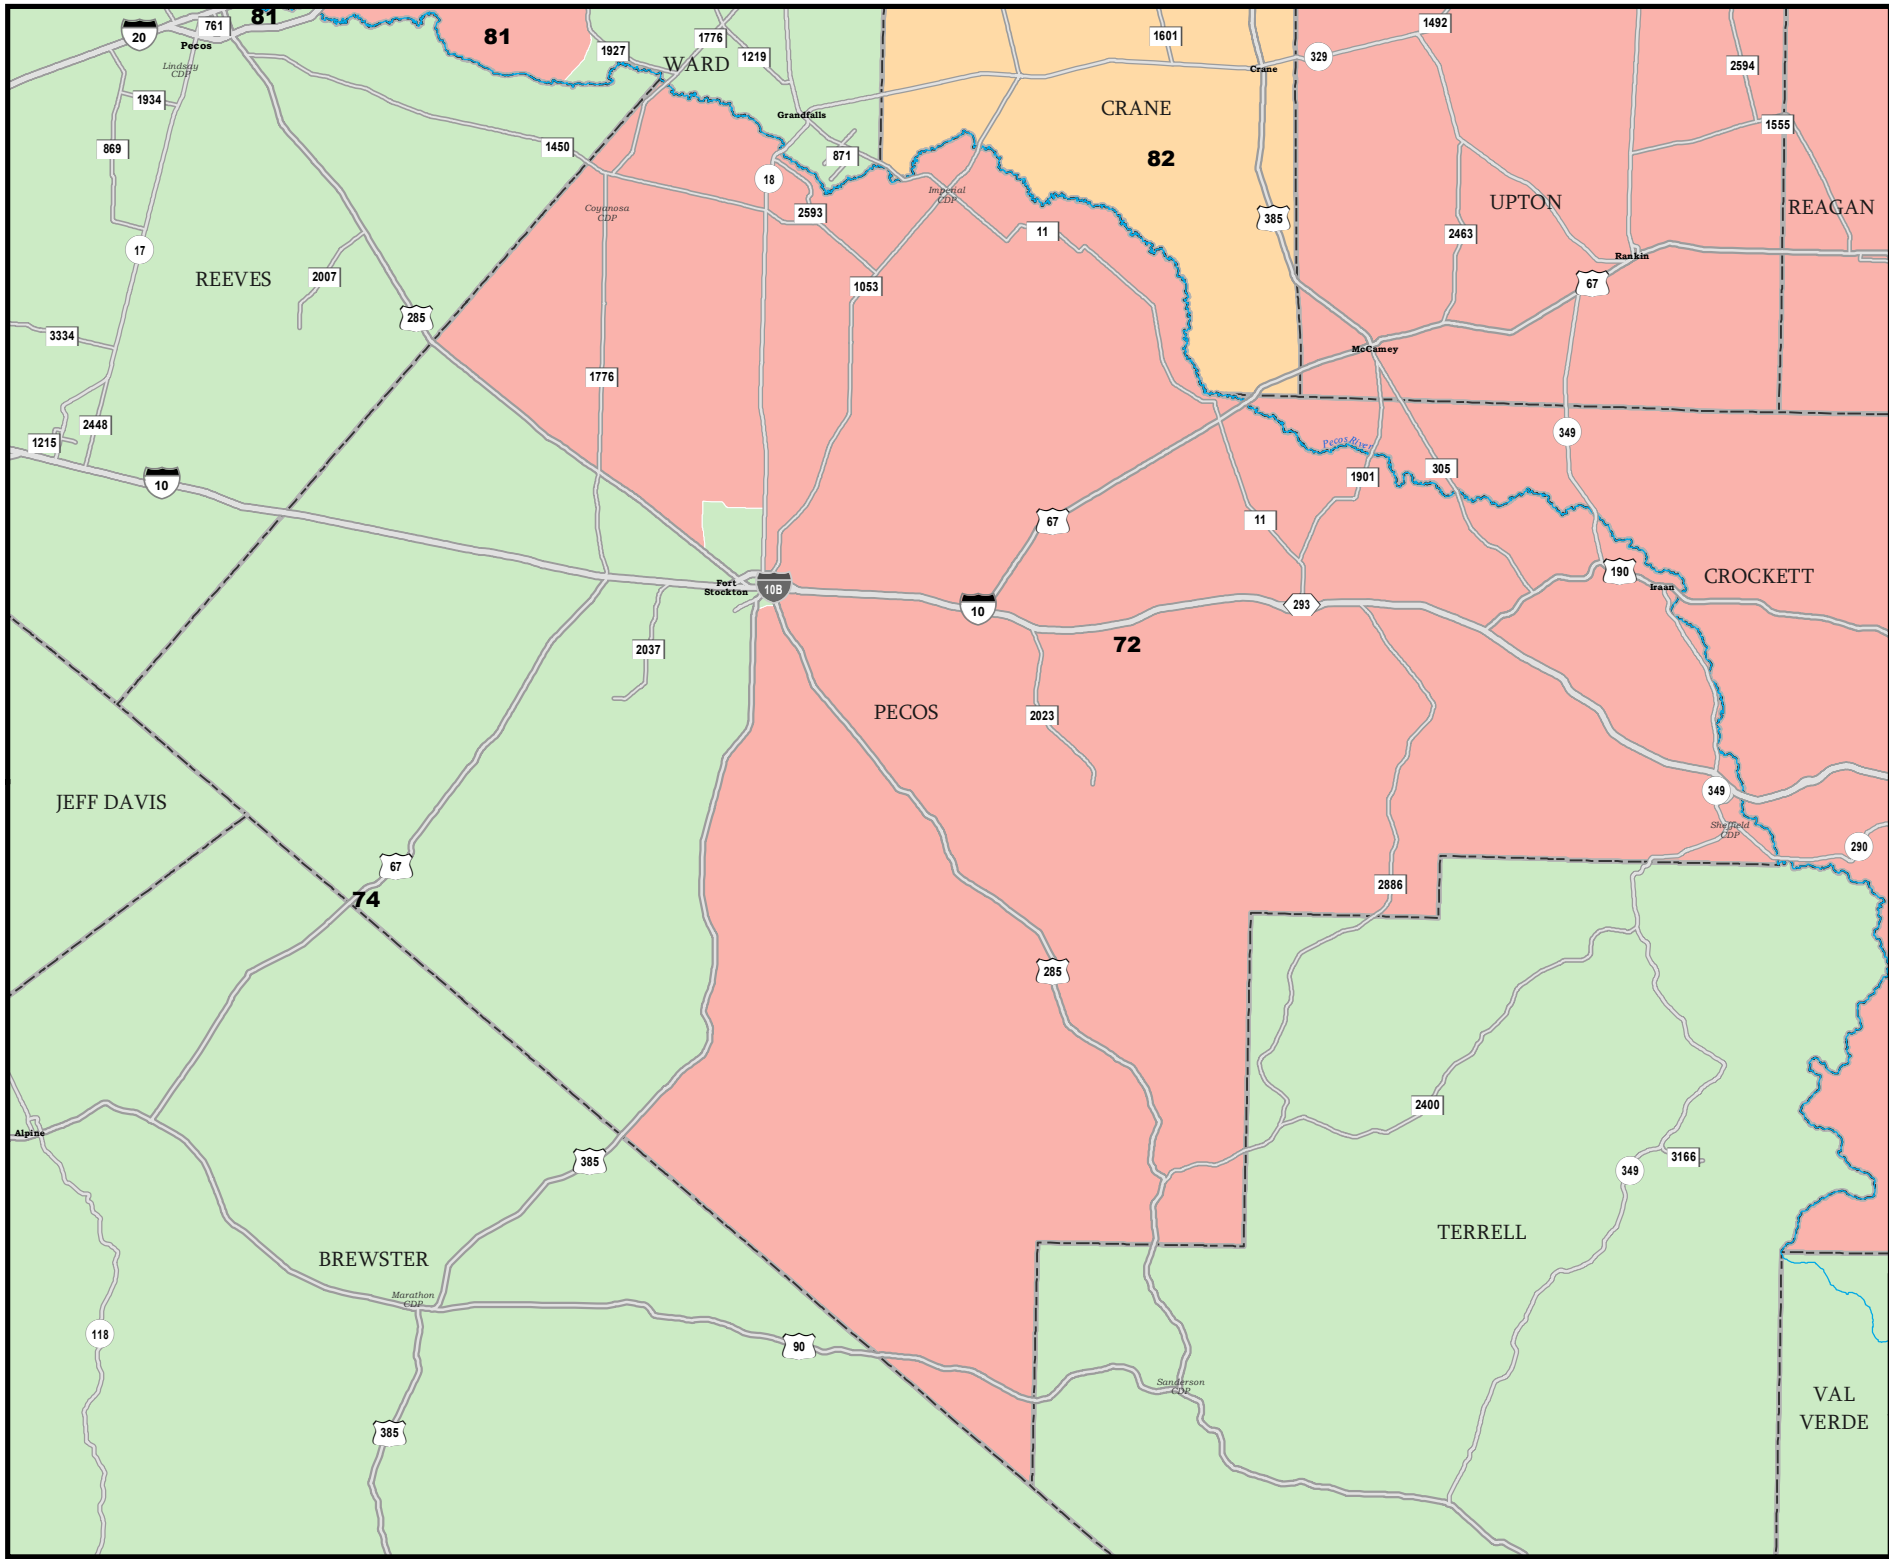 81
761
20
Pecos
Lindsay
CDP
1934
869
81
1927
1776
1219
WARD
Grandfalls
1601
Crane
329
1492
2594
CRANE
82
1555
1450
871
18
Coyanosa
CDP
Imperial
CDP
2593
11
385
UPTON
REAGAN
2463
Rankin
17
2007
REEVES
285
1053
67
3334
McCamey
1776
2448
1215
10
349
Pecos River
1901
305
67
11
Fort
Stockton
10B
10
293
190
Iraan
CROCKETT
2037
72
PECOS
2023
JEFF DAVIS
349
Sheffield
CDP
290
67
74
2886
285
2400
Alpine
385
349
3166
TERRELL
BREWSTER
Marathon
CDP
118
90
Sanderson
CDP
385
VAL
VERDE